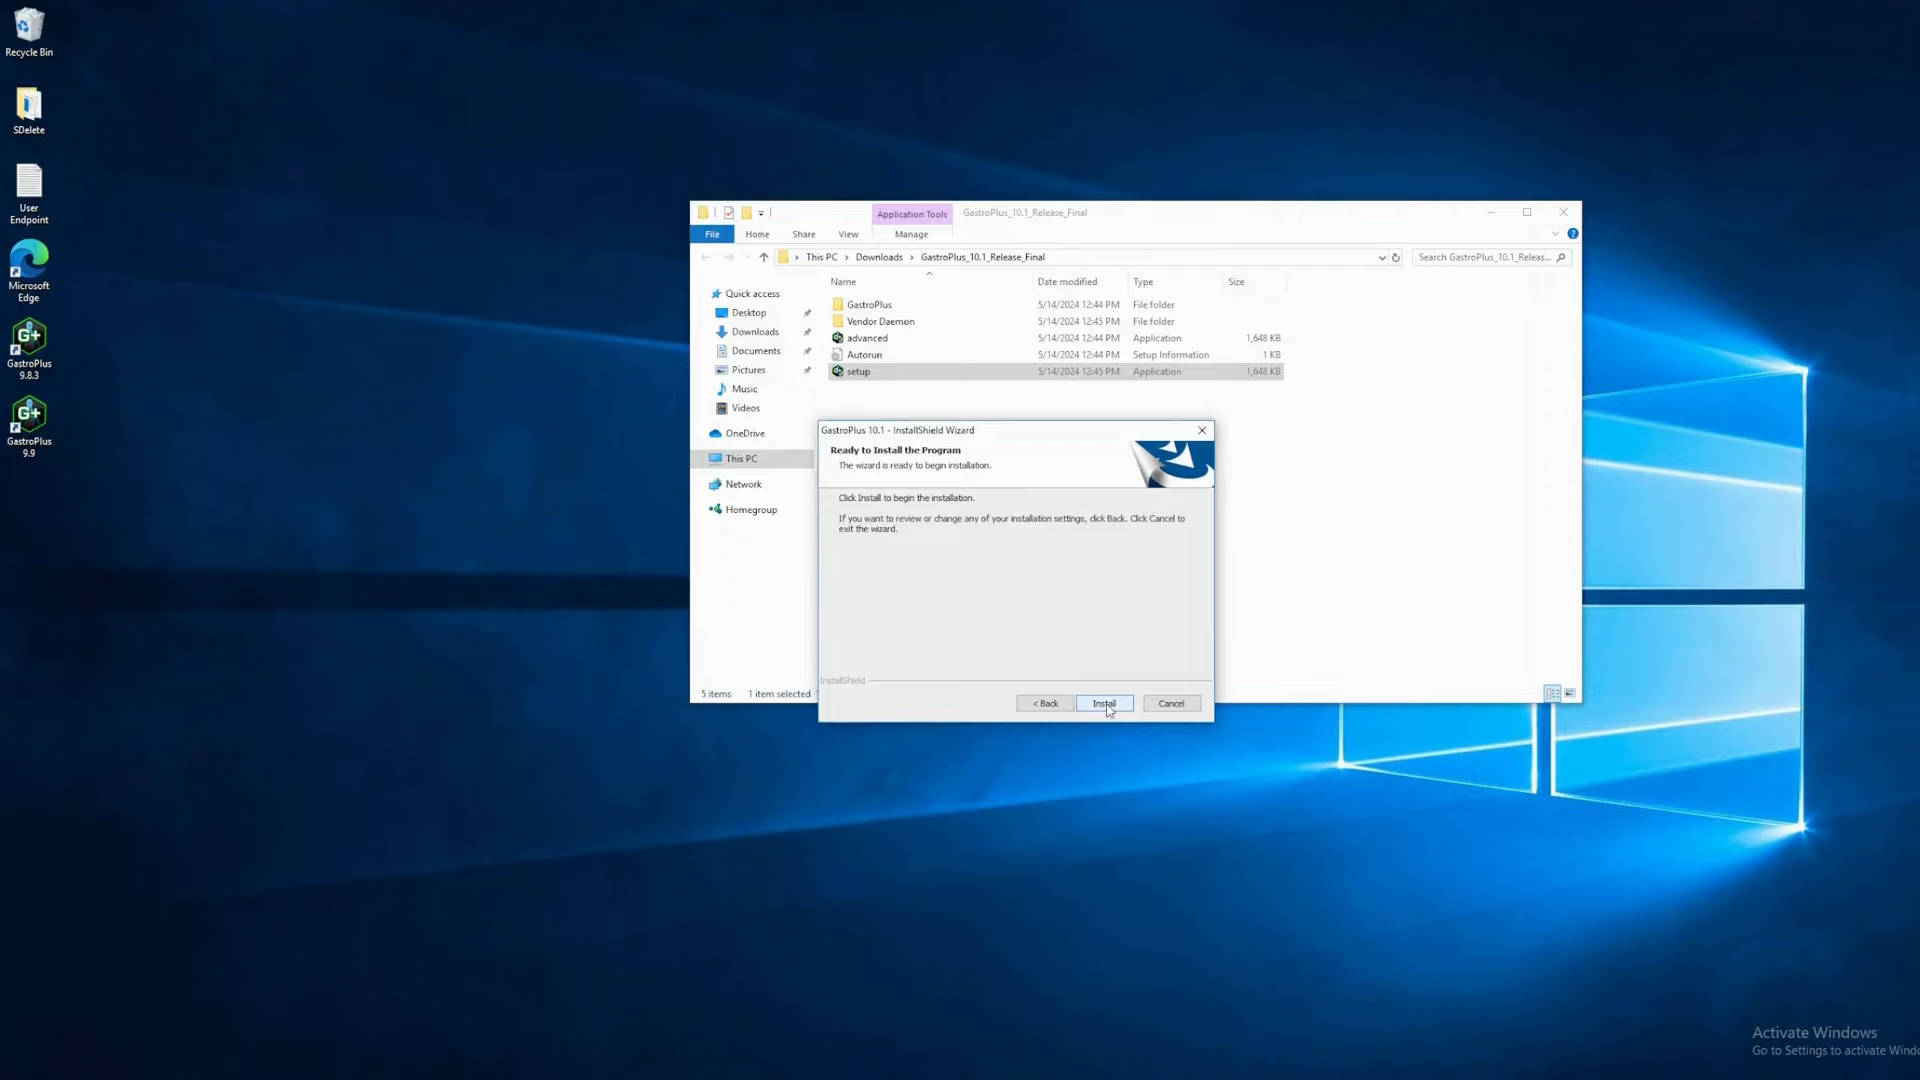 Recycle Bin
SDelete
User
Endpoint
Microsoft
Edge
G+
GastroPlus
9.8.3
G+
GastroPlus
9.9
Application Tools
GastroPlus_10.1_Release_Final
File
Home
Share
View
Manage
This PC
Downloads
GastroPlus_10.1_Release_Final
Search GastroPlus_10.1_Releas...
Name
Date modified
Type
Size
Quick access
Desktop
Downloads
Documents
Pictures
Music
Videos
OneDrive
This PC
Network
Homegroup
GastroPlus 5/14/2024 12:44 PM File folder
Vendor Daemon 5/14/2024 12:45 PM File folder
advanced 5/14/2024 12:44 PM Application 1,648 KB
Autorun 5/14/2024 12:44 PM Setup Information 1 KB
setup 5/14/2024 12:45 PM Application 1,648 KB
GastroPlus 10.1 - InstallShield Wizard
Ready to Install the Program
The wizard is ready to begin installation.
Click Install to begin the installation.
If you want to review or change any of your installation settings, click Back. Click Cancel to
exit the wizard.
InstallShield
< Back
Install
Cancel
5 items
1 item selected
Activate Windows
Go to Settings to activate Windo